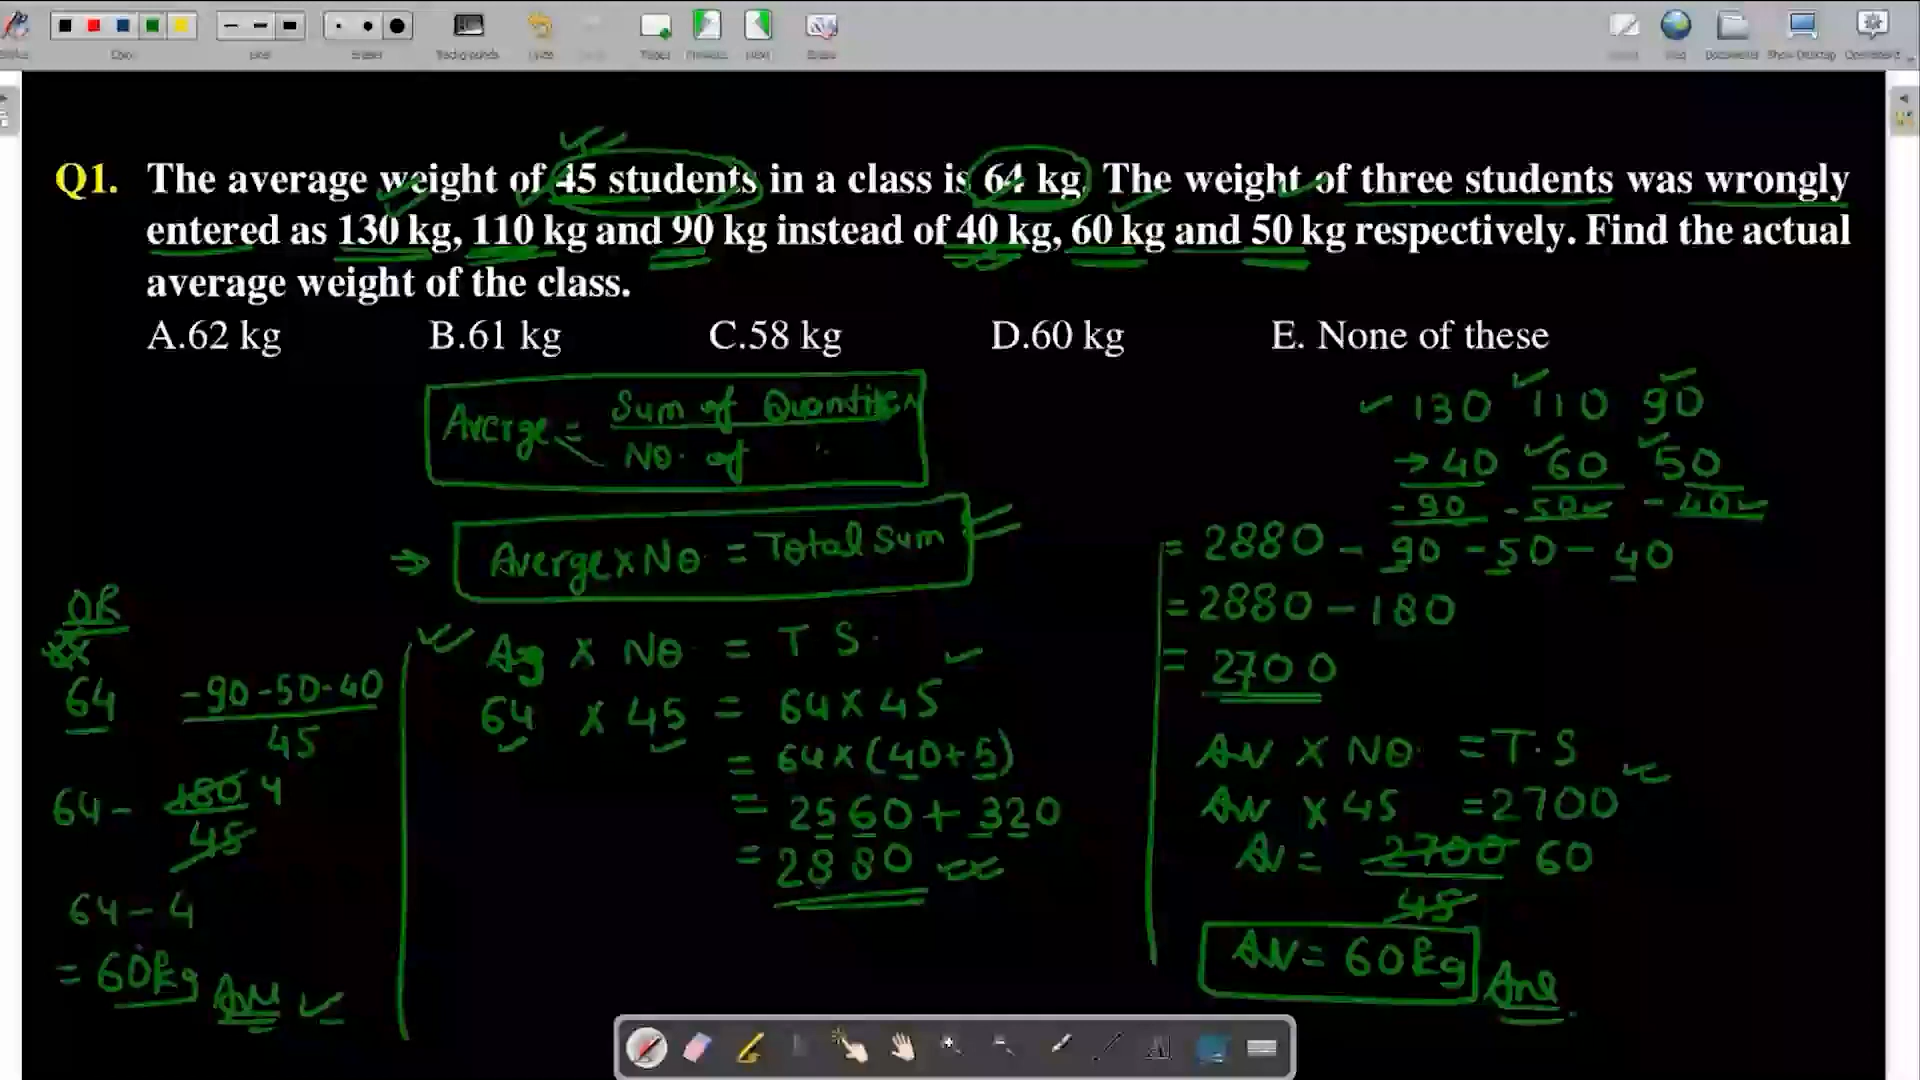 Q1. The average weight of 45 students in a class is 64 kg. The weight of three students was wrongly
entered as 130 kg, 110 kg and 90 kg instead of 40 kg, 60 kg and 50 kg respectively. Find the actual
average weight of the class.
A.62 kg B.61 kg C.58 kg D.60 kg E. None of these
Averge = Sum of
No. of
⇒ Averge x No. = Total Sum
Avg x No. = T S.
64 x 45 = 64 x 45
= 64 x (40+5)
= 2560 + 320
= 2880
OR
64 -90-50-40
45
64 - 180 4
45
64 - 4
= 60kg Ans
130 110 90
→ 40 60 50
-90 -50 -40
= 2880 - 90 - 50 - 40
= 2880 - 180
= 2700
AV x No. = T.S
AV x 45 = 2700
AV = 2700 60
45
AV = 60kg Ans